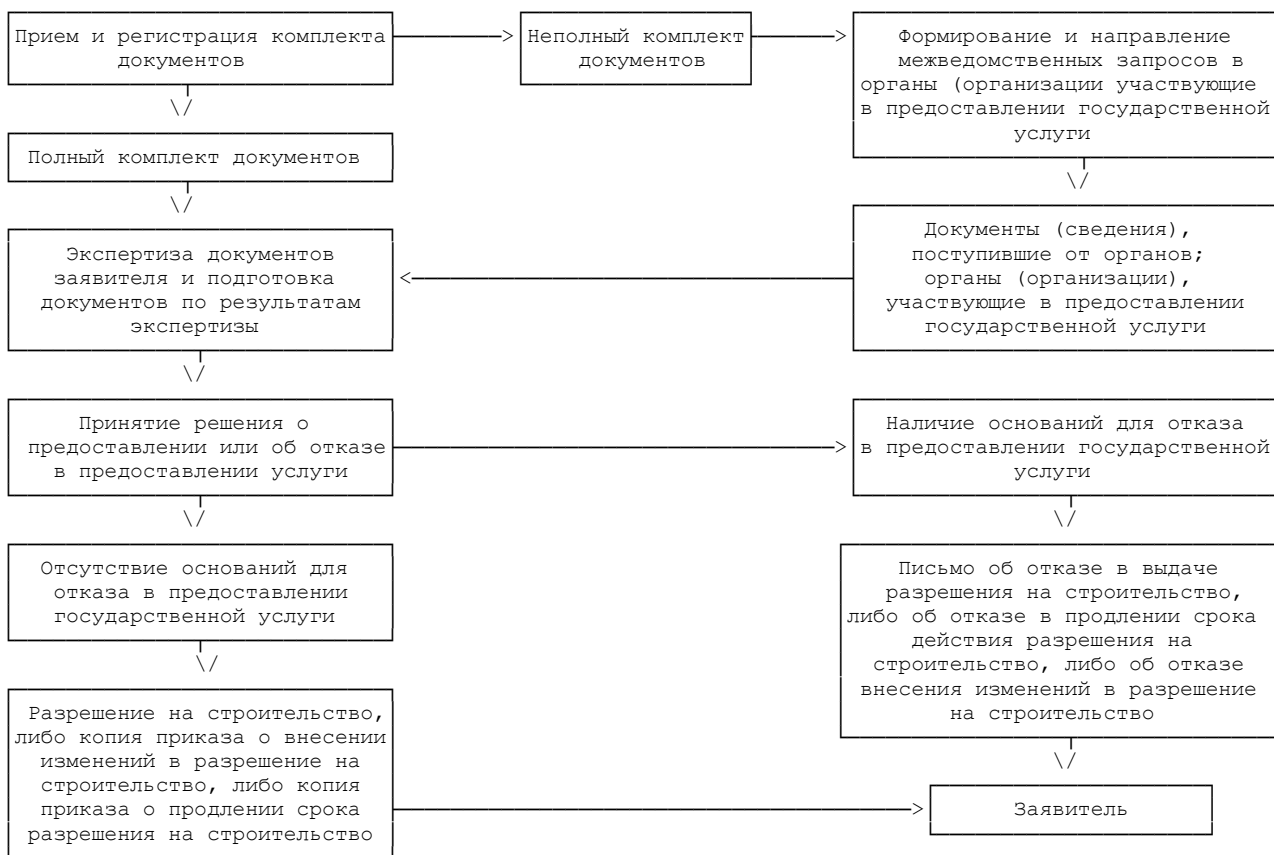 Прием и регистрация комплекта
документов
Неполный комплект
документов
Формирование и направление
межведомственных запросов в
органы (организации участвующие
в предоставлении государственной
услуги
Полный комплект документов
Экспертиза документов
заявителя и подготовка
документов по результатам
экспертизы
Документы (сведения),
поступившие от органов;
органы (организации),
участвующие в предоставлении
государственной услуги
Принятие решения о
предоставлении или об отказе
в предоставлении услуги
Наличие оснований для отказа
в предоставлении государственной
услуги
Отсутствие оснований для
отказа в предоставлении
государственной услуги
Письмо об отказе в выдаче
разрешения на строительство,
либо об отказе в продлении срока
действия разрешения на
строительство, либо об отказе
внесения изменений в разрешение
на строительство
Разрешение на строительство,
либо копия приказа о внесении
изменений в разрешение на
строительство, либо копия
приказа о продлении срока
разрешения на строительство
Заявитель